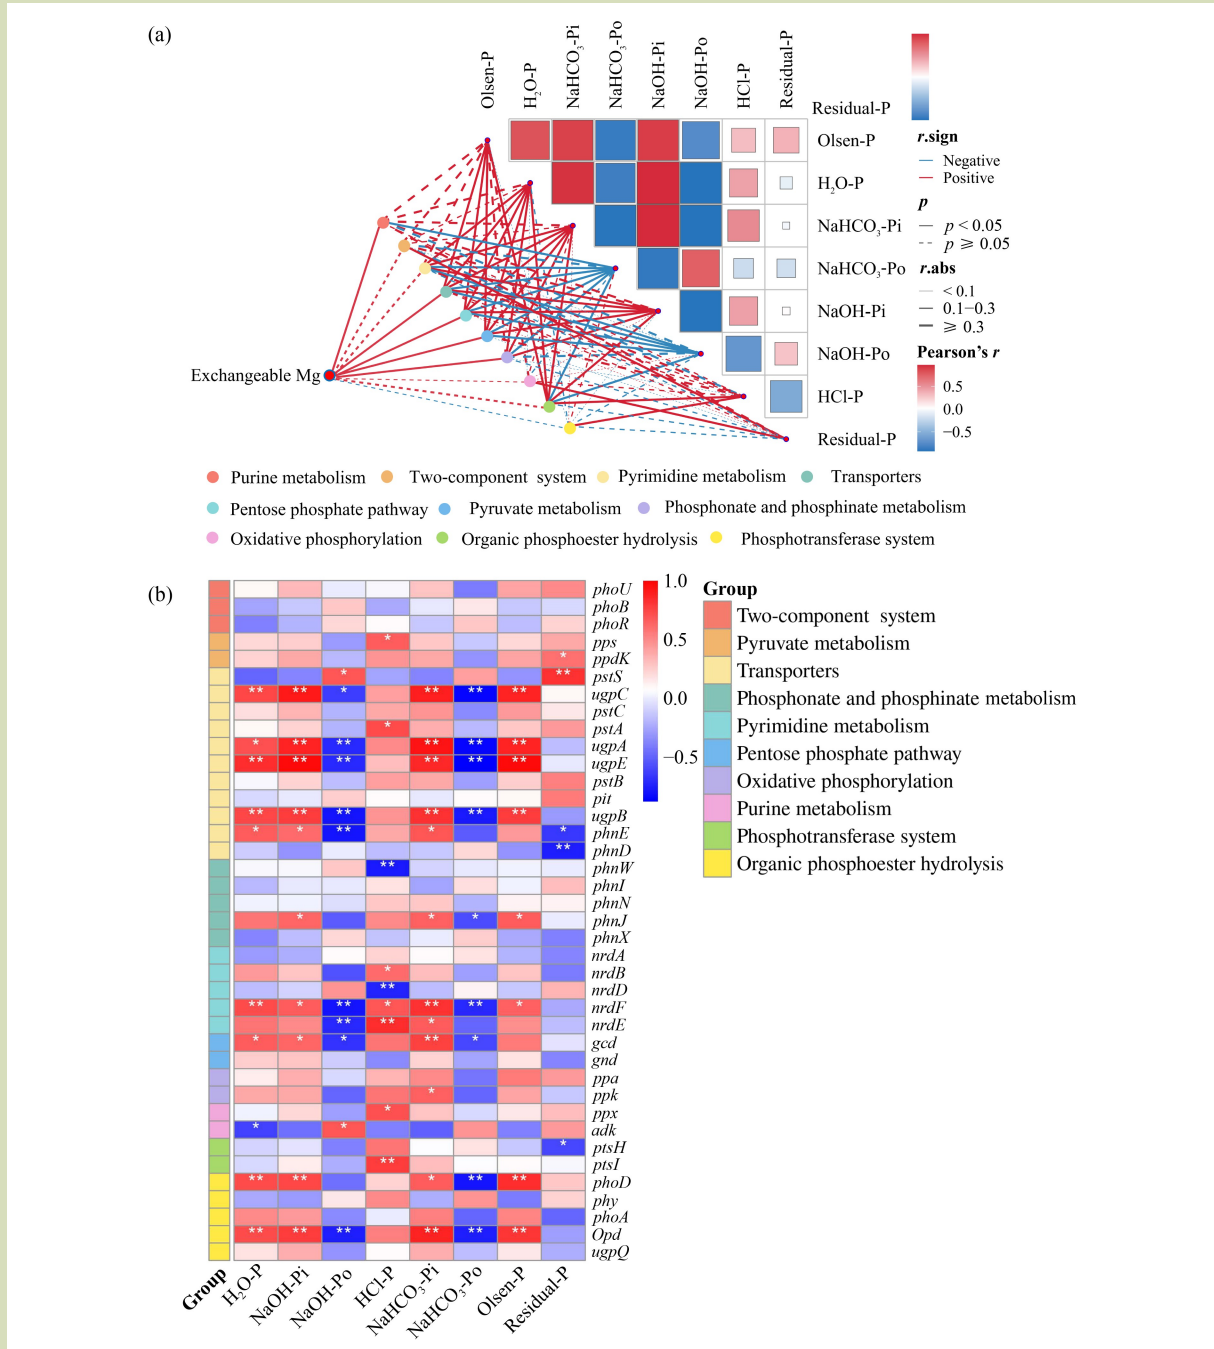 (a)
Olsen-P
H₂O-P
NaHCO₃-Pi
NaHCO₃-Po
NaOH-Pi
NaOH-Po
HCl-P
Residual-P
Residual-P
Olsen-P
H₂O-P
NaHCO₃-Pi
NaHCO₃-Po
NaOH-Pi
NaOH-Po
HCl-P
Residual-P
Exchangeable Mg
r.sign
Negative
Positive
p
p < 0.05
p ≥ 0.05
r.abs
< 0.1
0.1−0.3
≥ 0.3
Pearson's r
0.5
0.0
−0.5
Purine metabolism
Two-component system
Pyrimidine metabolism
Transporters
Pentose phosphate pathway
Pyruvate metabolism
Phosphonate and phosphinate metabolism
Oxidative phosphorylation
Organic phosphoester hydrolysis
Phosphotransferase system
(b)
phoU
phoB
phoR
pps *
ppdK *
pstS * **
ugpC ** ** * ** ** **
pstC
pstA *
ugpA * ** ** ** ** **
ugpE ** ** ** ** ** **
pstB
pit
ugpB ** ** ** ** ** **
phnE * * ** * *
phnD **
phnW **
phnI
phnN
phnJ * * * *
phnX
nrdA
nrdB *
nrdD **
nrdF ** * ** * ** ** *
nrdE ** ** *
gcd * * * ** *
gnd
ppa
ppk *
ppx *
adk * *
ptsH *
ptsI **
phoD ** ** * ** **
phy
phoA
Opd ** ** ** ** ** **
ugpQ
1.0
0.5
0.0
−0.5
Group
Two-component system
Pyruvate metabolism
Transporters
Phosphonate and phosphinate metabolism
Pyrimidine metabolism
Pentose phosphate pathway
Oxidative phosphorylation
Purine metabolism
Phosphotransferase system
Organic phosphoester hydrolysis
Group
H₂O-P
NaOH-Pi
NaOH-Po
HCl-P
NaHCO₃-Pi
NaHCO₃-Po
Olsen-P
Residual-P